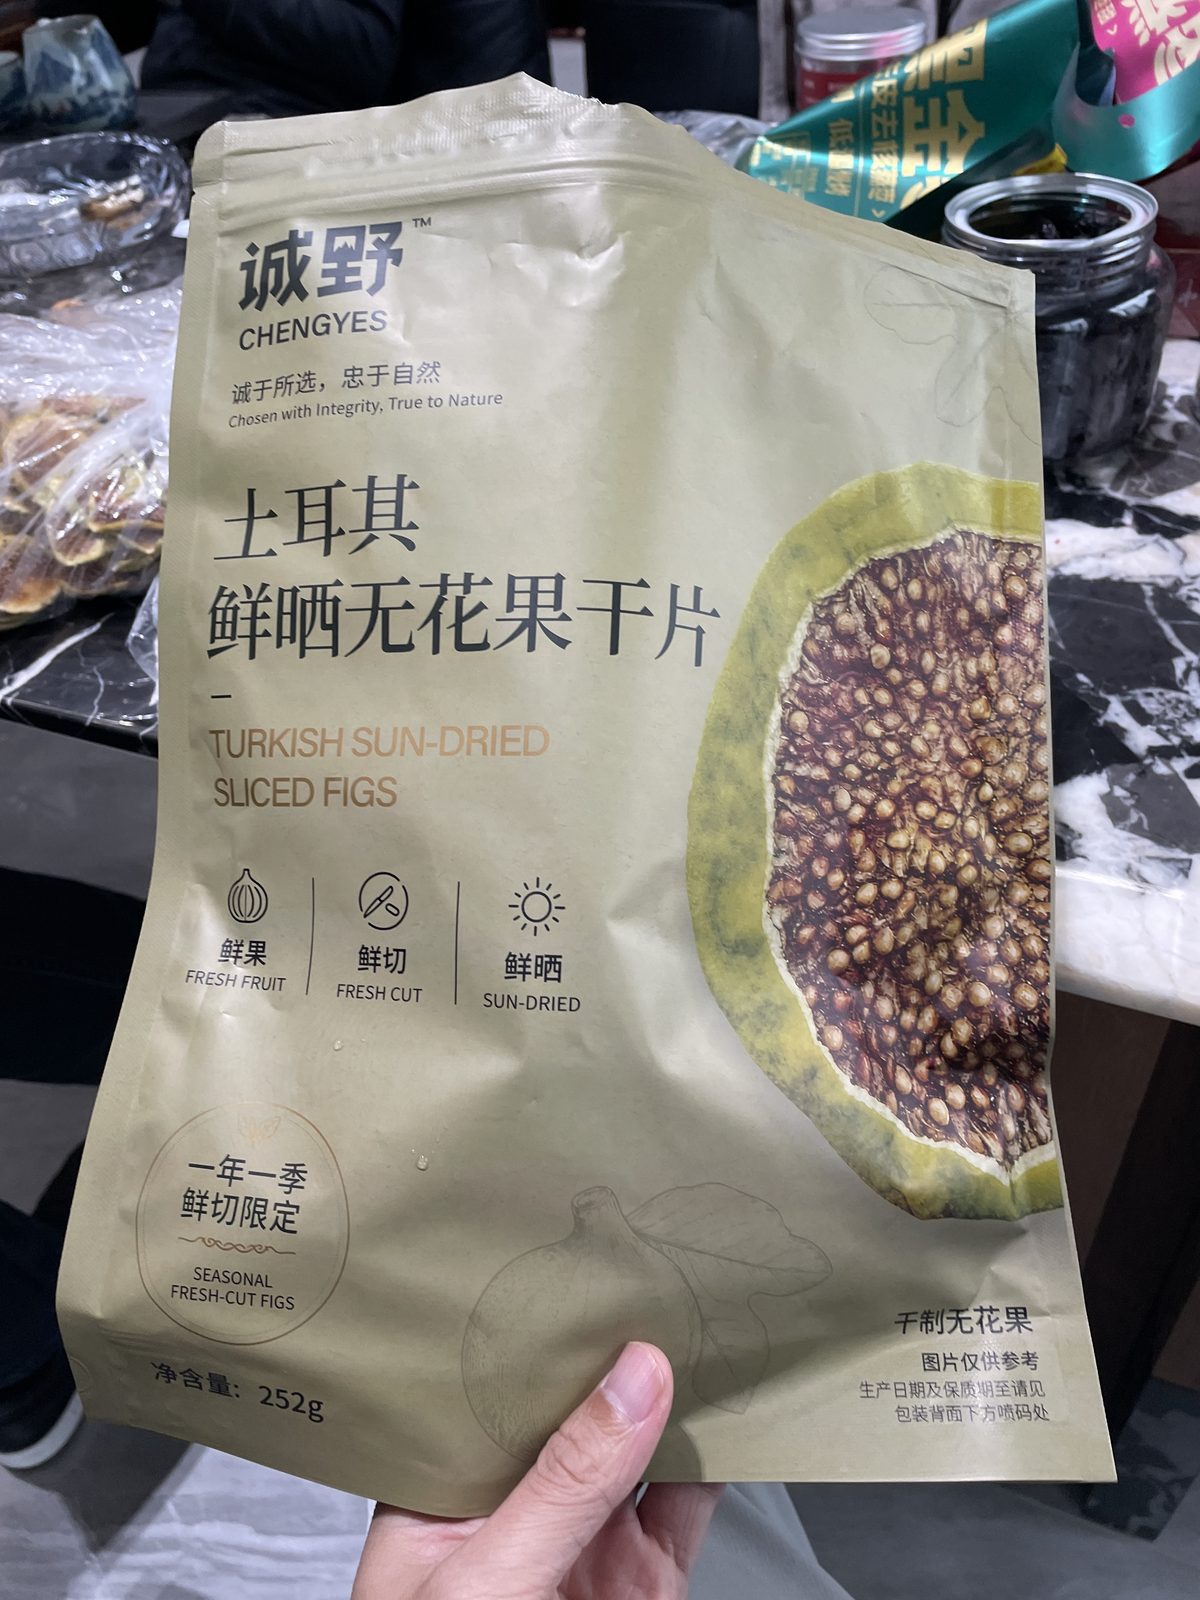 诚野™
CHENGYES
诚于所选，忠于自然
Chosen with Integrity, True to Nature
土耳其
鲜晒无花果干片
TURKISH SUN-DRIED
SLICED FIGS
鲜果
FRESH FRUIT
鲜切
FRESH CUT
鲜晒
SUN-DRIED
一年一季
鲜切限定
SEASONAL
FRESH-CUT FIGS
净含量：252g
干制无花果
图片仅供参考
生产日期及保质期至请见
包装背面下方喷码处